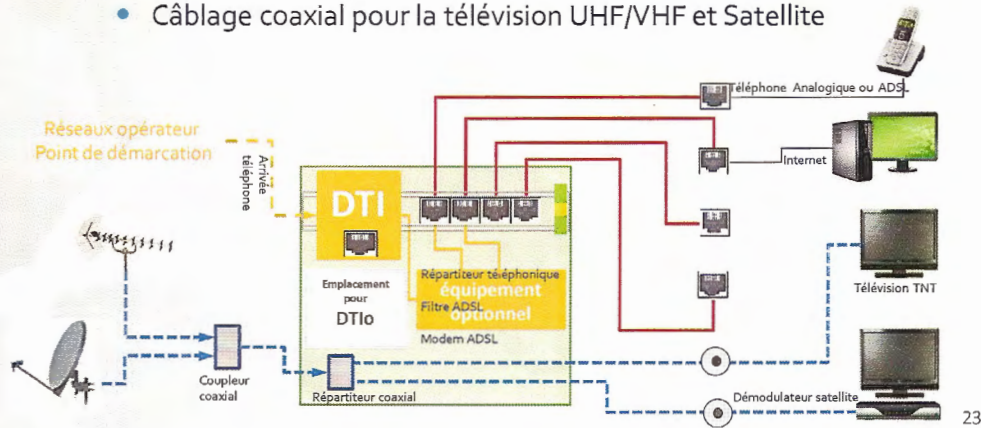 • Câblage coaxial pour la télévision UHF/VHF et Satellite
Téléphone Analogique ou ADSL
Réseaux opérateur
Point de démarcation
Arrivée
téléphone
Internet
DTI
Emplacement
pour
DTIo
Répartiteur téléphonique
équipement
Filtre ADSL
optionnel
Modem ADSL
Télévision TNT
Coupleur
coaxial
Répartiteur coaxial
Démodulateur satellite
23